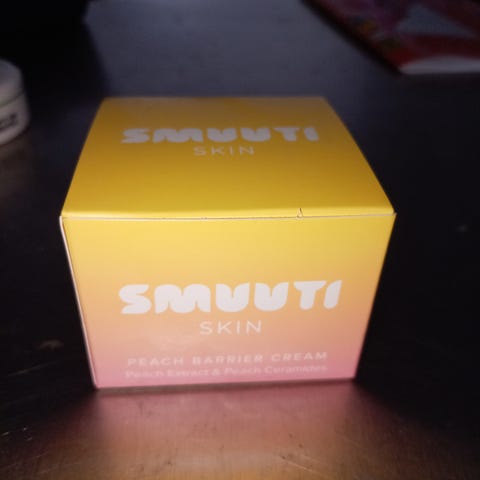 SMUUTI
SKIN
SMUUTI
SKIN
PEACH BARRIER CREAM
Peach Extract & Peach Ceramides